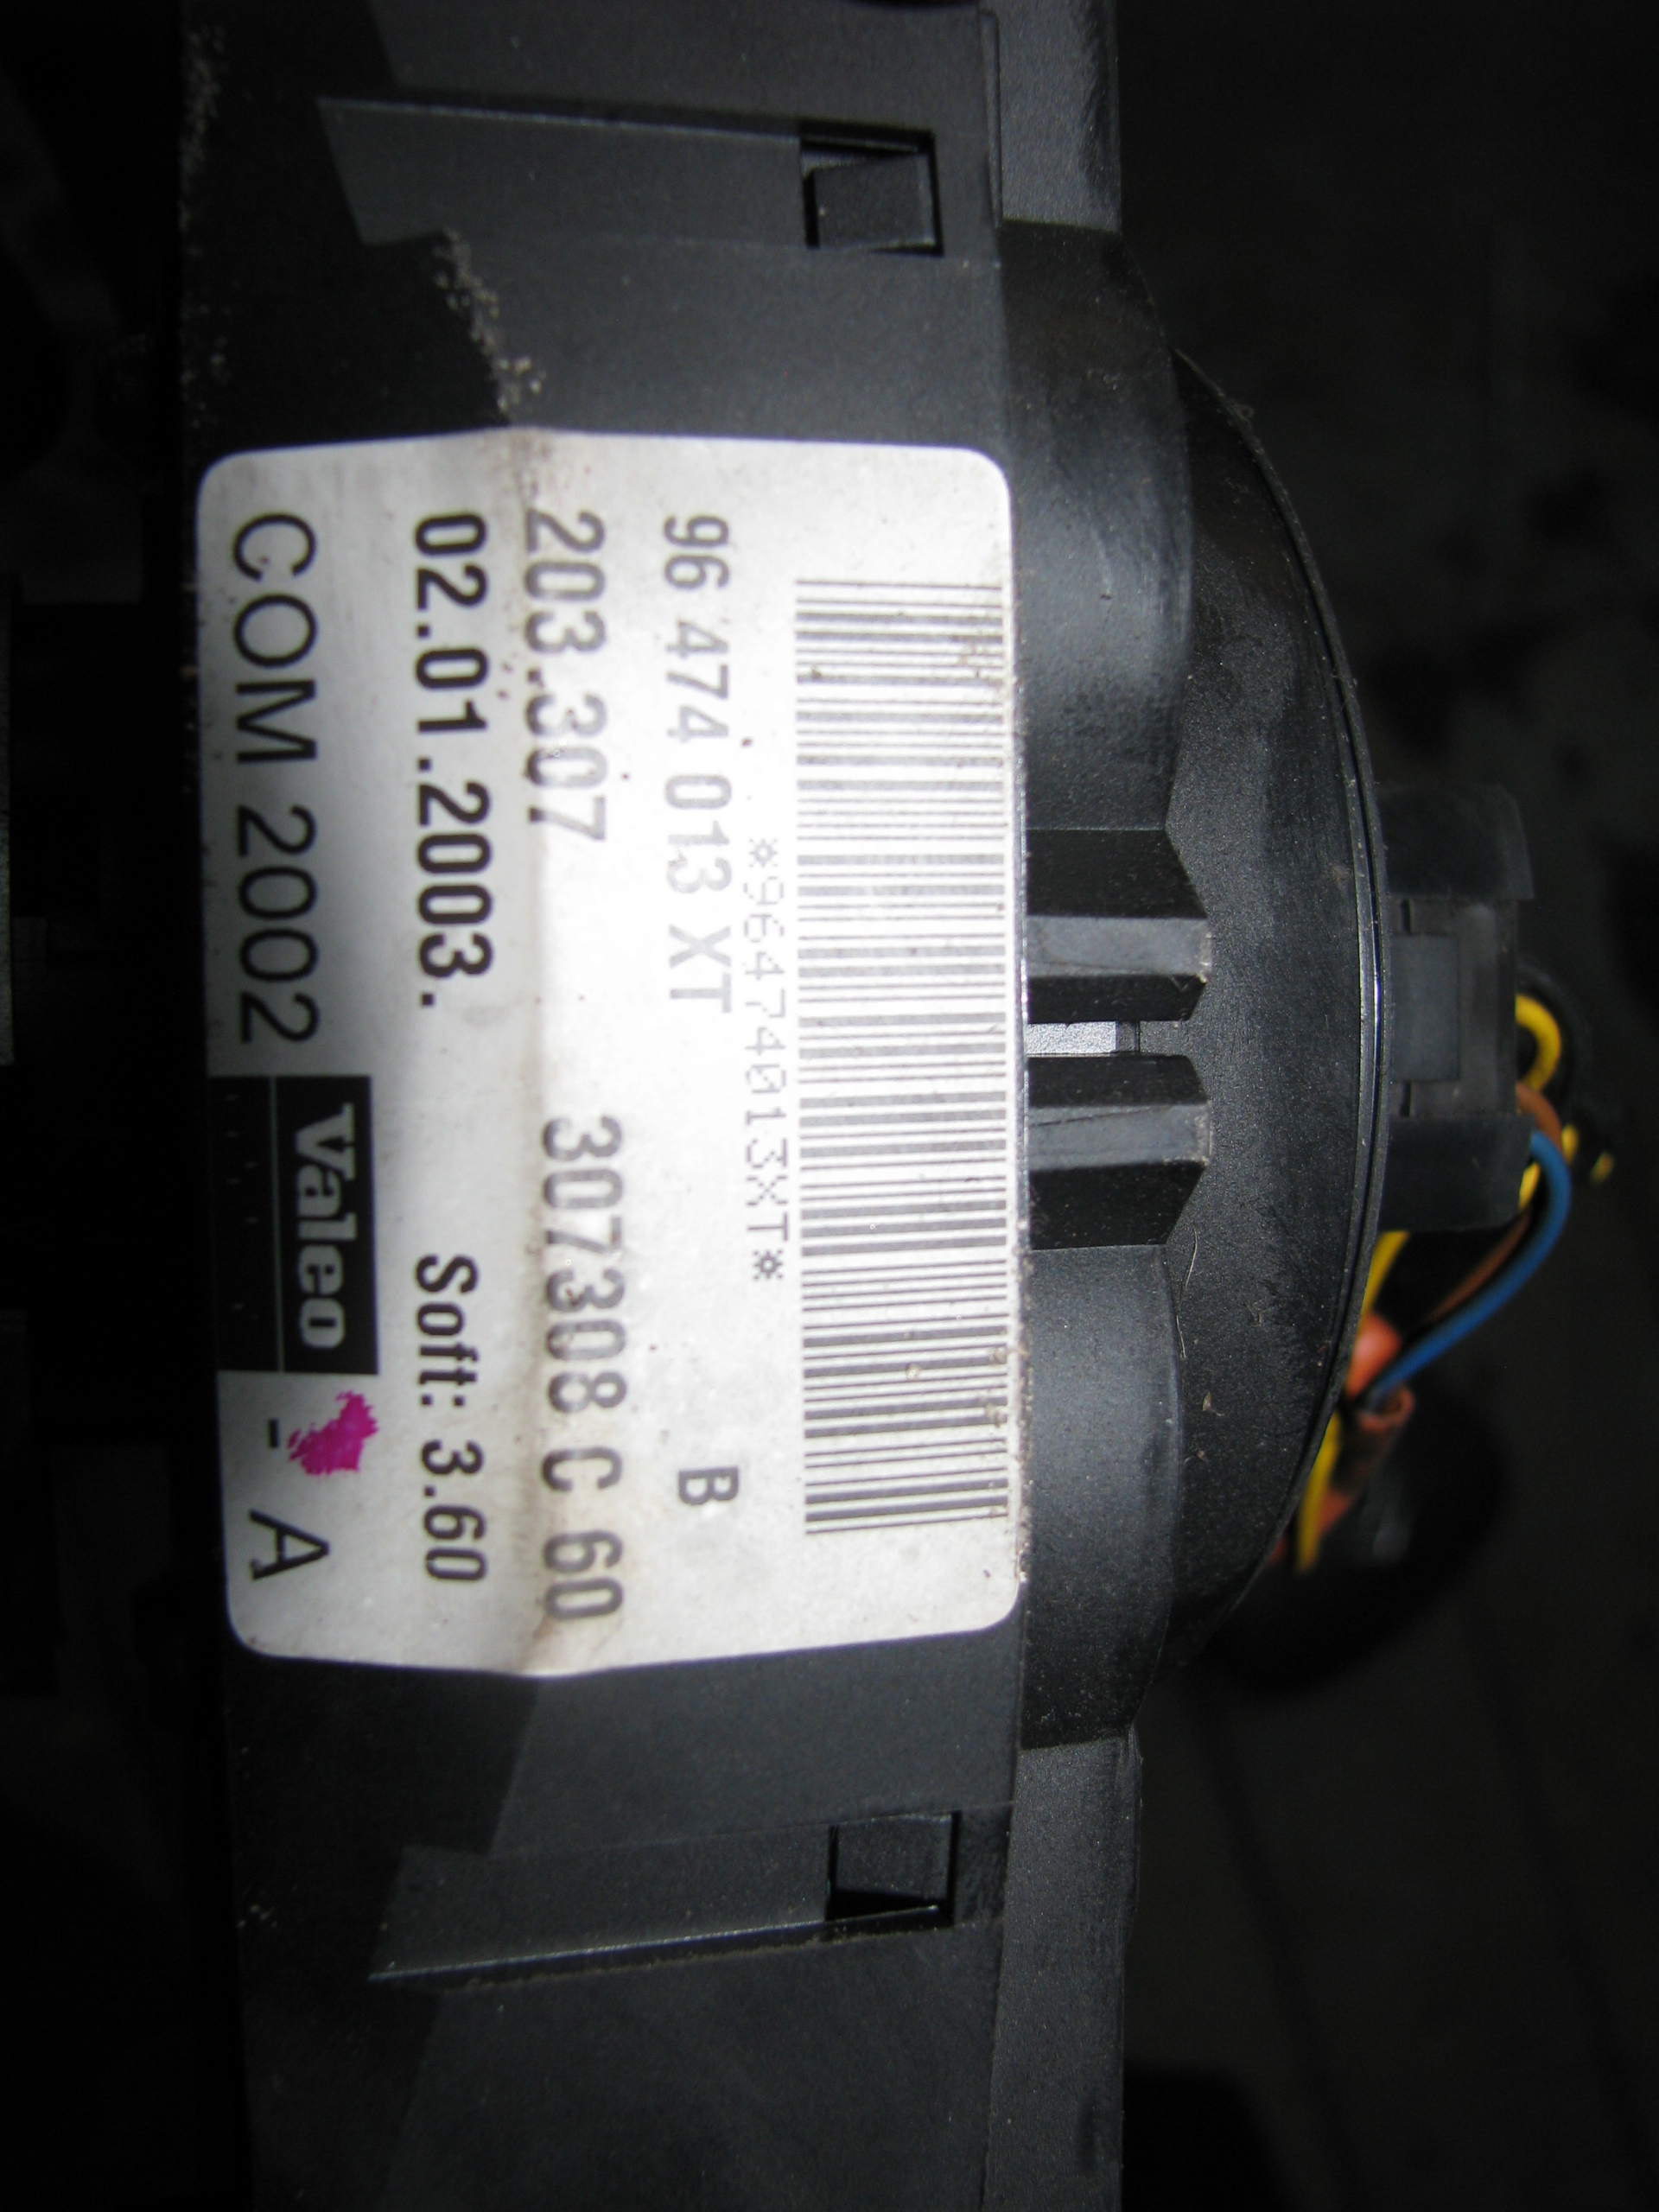 *96474013XT*
96 474 013 XT B
203.307 307308 C 60
02.01.2003. Soft: 3.60
COM 2002 Valeo - A